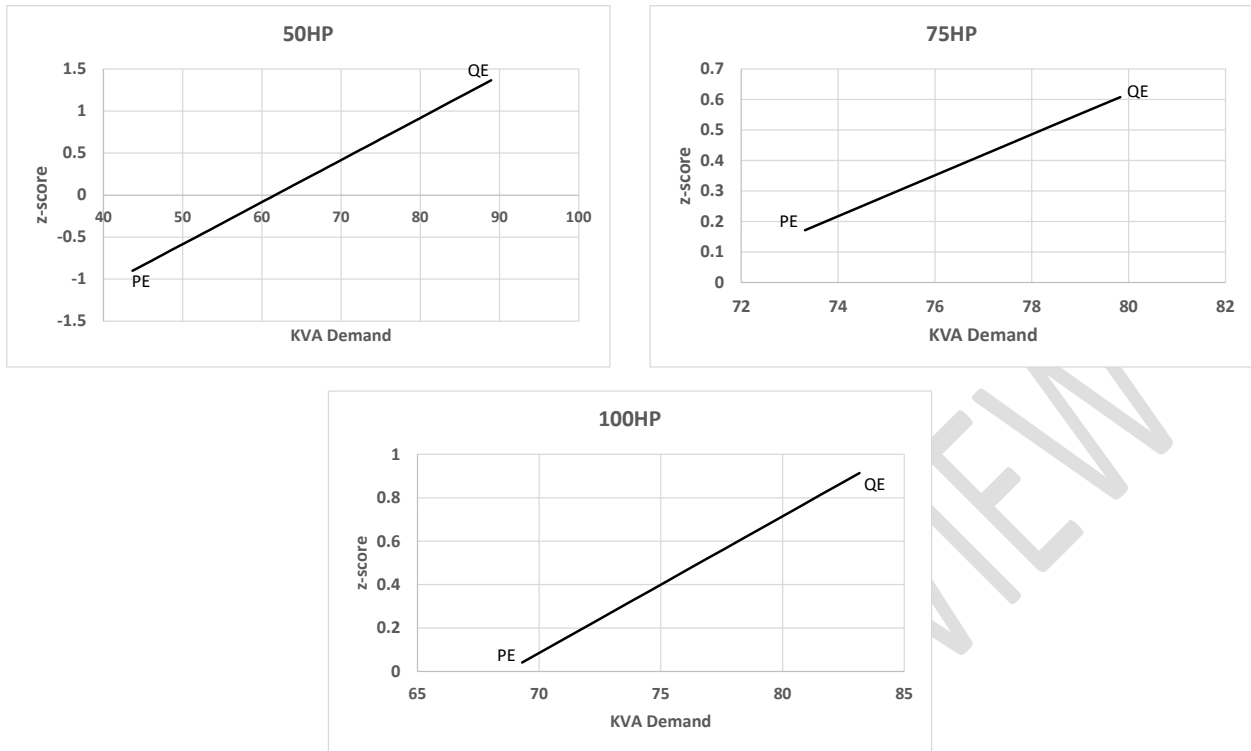 50HP
1.5
1
0.5
0
-0.5
-1
-1.5
40 50 60 70 80 90 100
z-score
KVA Demand
PE
QE
75HP
0.7
0.6
0.5
0.4
0.3
0.2
0.1
0
72 74 76 78 80 82
z-score
KVA Demand
PE
QE
100HP
1
0.8
0.6
0.4
0.2
0
65 70 75 80 85
z-score
KVA Demand
PE
QE